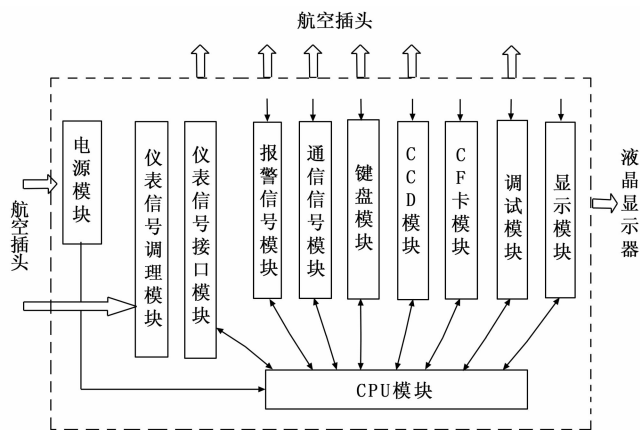 航空插头
电源模块
仪表信号调理模块
仪表信号接口模块
报警信号模块
通信信号模块
键盘模块
CCD模块
CF卡模块
调试模块
显示模块
液晶显示器
航空插头
CPU模块